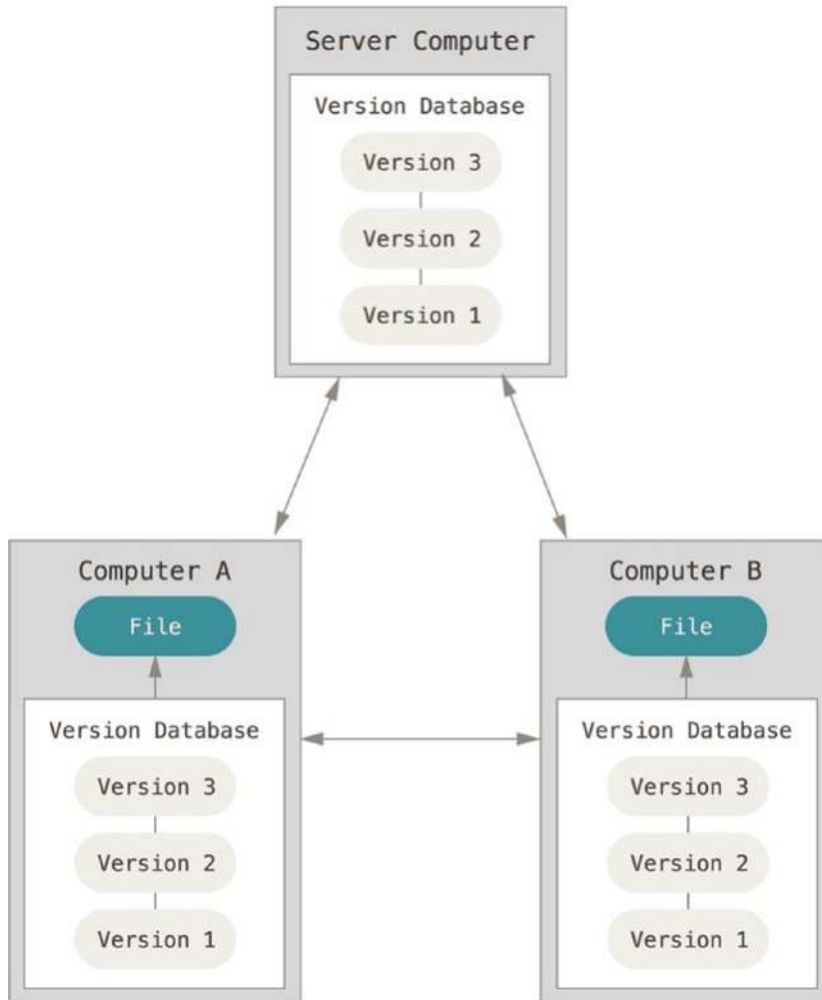 Server Computer
Version Database
Version 3
Version 2
Version 1
Computer A
File
Version Database
Version 3
Version 2
Version 1
Computer B
File
Version Database
Version 3
Version 2
Version 1